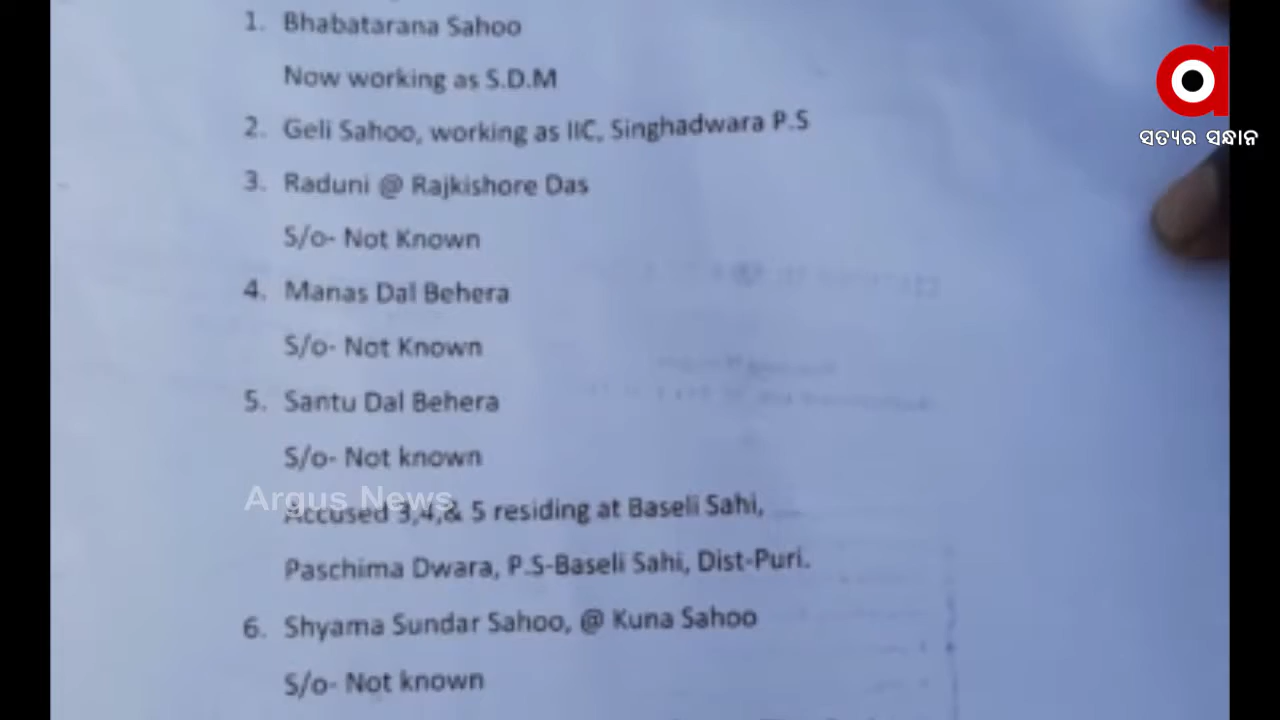 1. Bhabatarana Sahoo
Now working as S.D.M
2. Geli Sahoo, working as IIC, Singhadwara P.S
3. Raduni @ Rajkishore Das
S/o- Not Known
4. Manas Dal Behera
S/o- Not Known
5. Santu Dal Behera
S/o- Not known
Accused 3,4,& 5 residing at Baseli Sahi,
Paschima Dwara, P.S-Baseli Sahi, Dist-Puri.
6. Shyama Sundar Sahoo, @ Kuna Sahoo
S/o- Not known
Argus News
ସତ୍ୟର ସନ୍ଧାନ